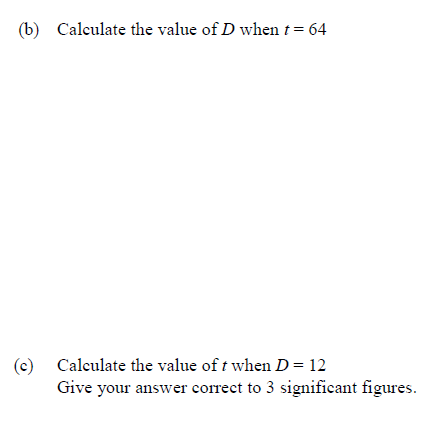 (b) Calculate the value of D when t = 64
(c) Calculate the value of t when D = 12
Give your answer correct to 3 significant figures.